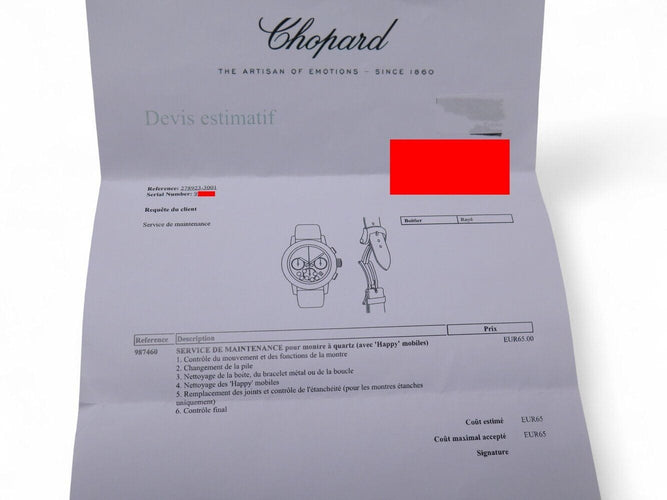 Chopard
THE ARTISAN OF EMOTIONS - SINCE 1860
Devis estimatif
Reference: 278923-3001
Serial Number: 9
Requête du client
Service de maintenance
Boîtier Rayé
Reference Description Prix
987460 SERVICE DE MAINTENANCE pour montre à quartz (avec 'Happy' mobiles) EUR65.00
1. Contrôle du mouvement et des fonctions de la montre
2. Changement de la pile
3. Nettoyage de la boite, du bracelet métal ou de la boucle
4. Nettoyage des 'Happy' mobiles
5. Remplacement des joints et contrôle de l'étanchéité (pour les montres étanches
uniquement)
6. Contrôle final
Coût estimé EUR65
Coût maximal accepté EUR65
Signature